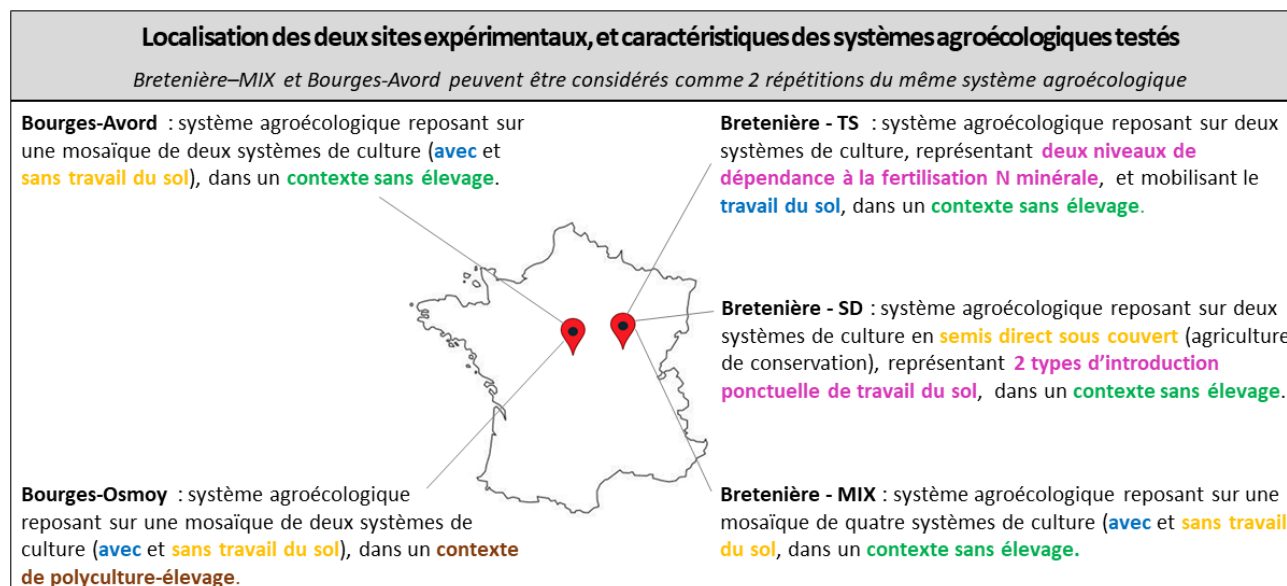 Localisation des deux sites expérimentaux, et caractéristiques des systèmes agroécologiques testés
Bretenière–MIX et Bourges-Avord peuvent être considérés comme 2 répétitions du même système agroécologique
Bourges-Avord : système agroécologique reposant sur
une mosaïque de deux systèmes de culture (avec et
sans travail du sol), dans un contexte sans élevage.
Bretenière - TS : système agroécologique reposant sur deux
systèmes de culture, représentant deux niveaux de
dépendance à la fertilisation N minérale, et mobilisant le
travail du sol, dans un contexte sans élevage.
Bretenière - SD : système agroécologique reposant sur deux
systèmes de culture en semis direct sous couvert (agriculture
de conservation), représentant 2 types d’introduction
ponctuelle de travail du sol, dans un contexte sans élevage.
Bourges-Osmoy : système agroécologique
reposant sur une mosaïque de deux systèmes de
culture (avec et sans travail du sol), dans un contexte
de polyculture-élevage.
Bretenière - MIX : système agroécologique reposant sur une
mosaïque de quatre systèmes de culture (avec et sans travail
du sol, dans un contexte sans élevage.